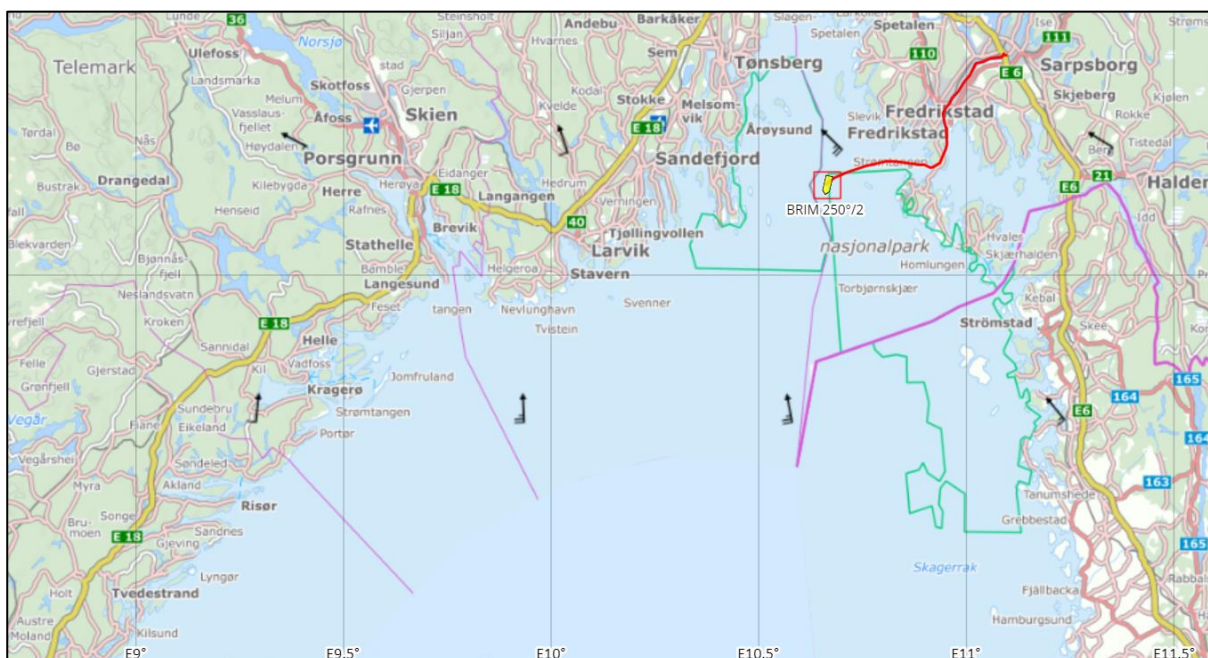 36
Norsjø
Steinsholt
Andebu
Barkåker
Slagen-
Spetalen
Spetalen
Ise
111
Ulefoss
Siljan
Hvarnes
Sem
110
E 6
Sarpsborg
Telemark
Landsmarka
Skotfoss
stad
Gjerpen
Kodal
Tønsberg
Skjeberg
Kjølen
Vasslaus-
fjellet
Melum
Åfoss
Skien
Kvelde
Stokke
Melsom-
vik
Slevik
Fredrikstad
Rokke
Tørdal
Nås
Bø
Høydalen
E 18
Årøysund
Fredrikstad
Berg
Tistedal
Porsgrunn
Eidanger
Sandefjord
Strømtangen
Bustrak
Drangedal
Kilebygda
Herre
Herøya
E 18
Langangen
Hedrum
E6
21
Halden
Henseid
Rafnes
40
Verningen
BRIM 250°/2
Idd
Blekvarden
Bjønnås-
fjell
Stathelle
Brevik
Larvik
Tjøllingvollen
nasjonalpark
Hvaler
Skjærhalden
Bamble
Helgeroa
Stavern
Homlungen
Neslandsvatn
Langesund
tangen
Nevlunghavn
Svenner
Torbjørnskjær
Kebal
Kroken
E 18
Feset
Tvistein
Strömstad
Skee
Felle
Gjerstad
Sannidal
Helle
Grønfjell
Kil
Vadfoss
Jomfruland
165
Kragerø
164
Vegår
Sundebru
Strømtangen
E6
165
Fiane
Eikeland
Portør
164
Vegårshei
Søndeled
Myra
Akland
163
Risør
Tanumshede
Bru-
moen
Songe
Grebbestad
E 18
Sandnes
165
Gjeving
Skagerrak
Holt
Lyngør
Fjällbacka
Rabbals
Tvedestrand
Austre
Moland
Hamburgsund
Kilsund
E9°
E9.5°
E10°
E10.5°
E11°
E11.5°